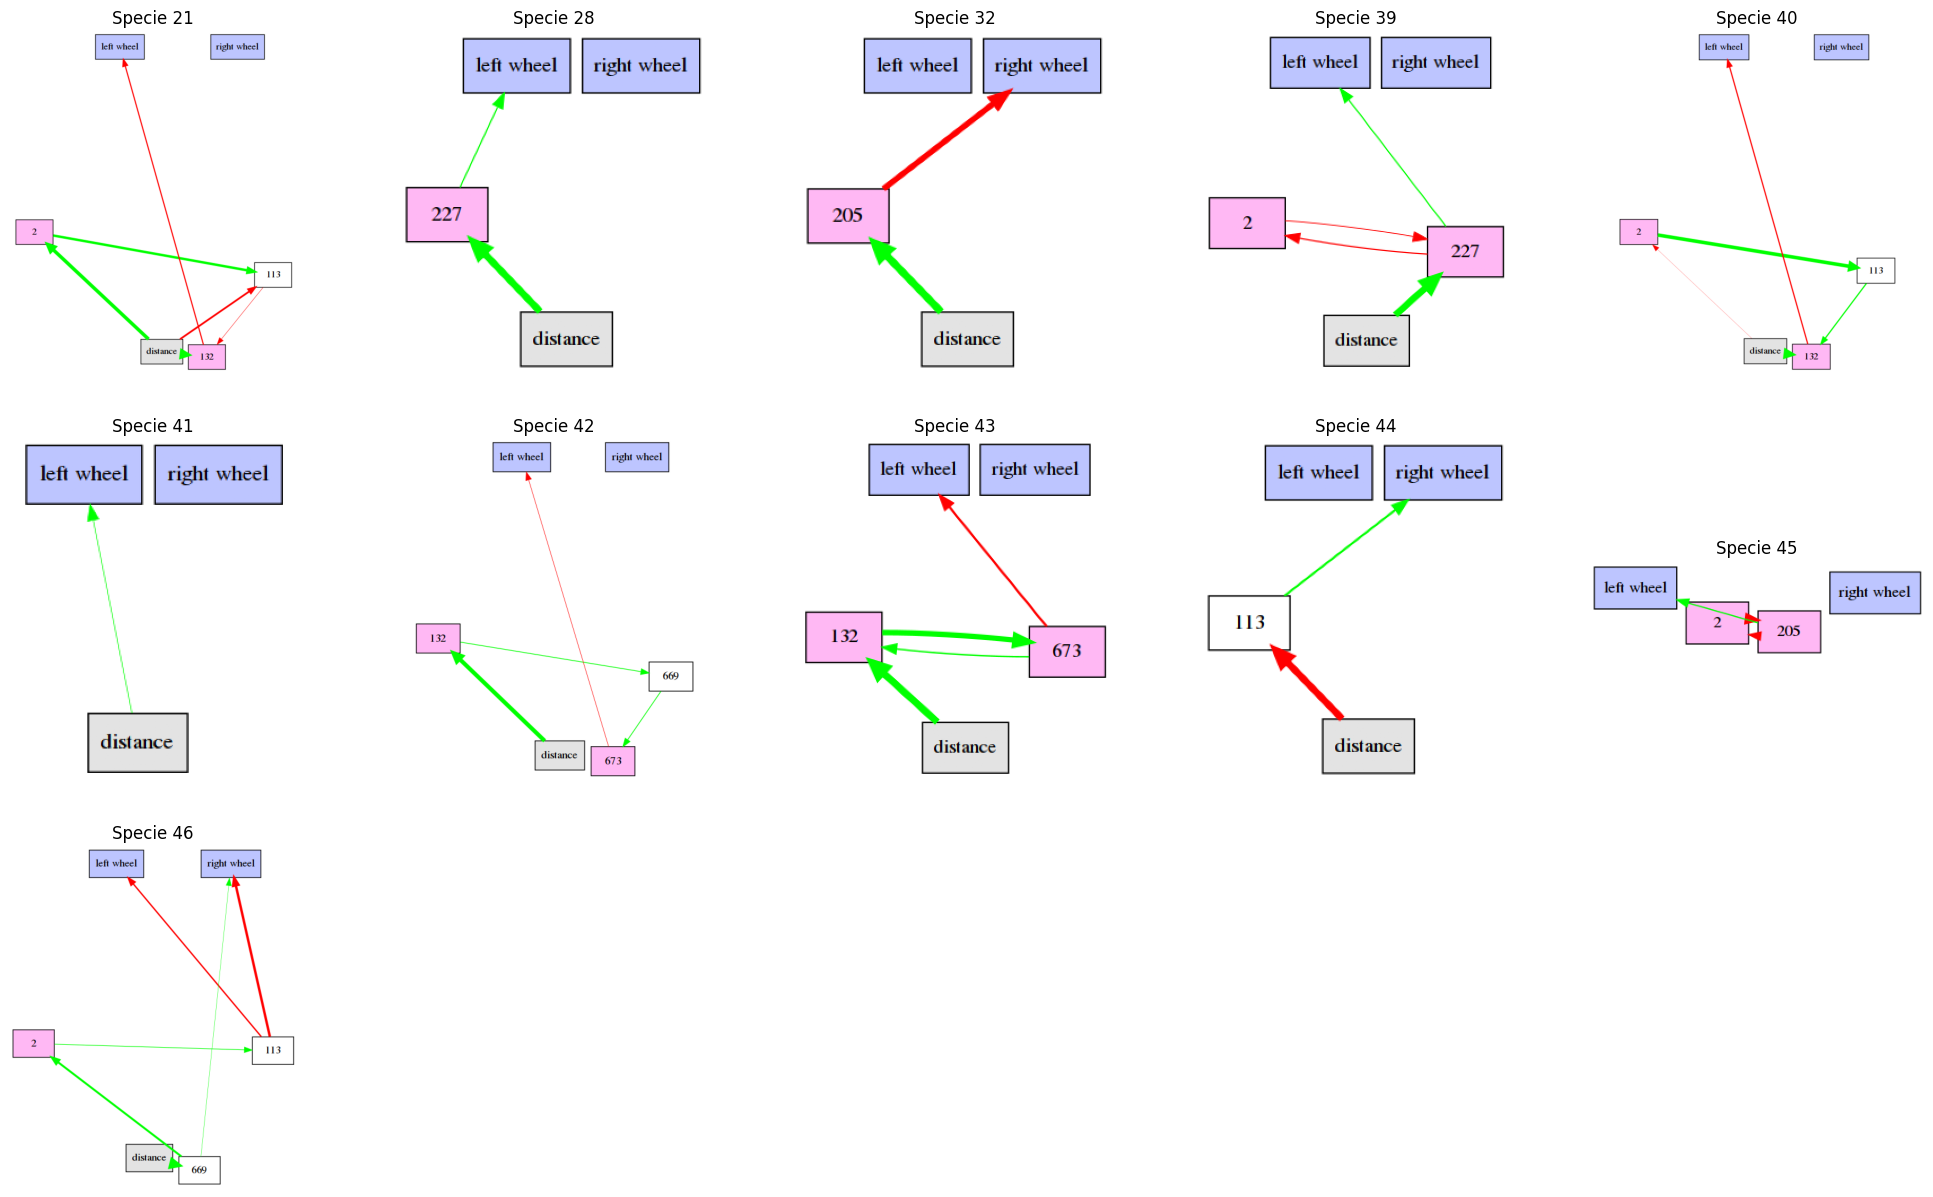 Specie 21
left wheel
right wheel
2
113
distance
132
Specie 28
left wheel
right wheel
227
distance
Specie 32
left wheel
right wheel
205
distance
Specie 39
left wheel
right wheel
2
227
distance
Specie 40
left wheel
right wheel
2
113
distance
132
Specie 41
left wheel
right wheel
distance
Specie 42
left wheel
right wheel
132
669
distance
673
Specie 43
left wheel
right wheel
132
673
distance
Specie 44
left wheel
right wheel
113
distance
Specie 45
left wheel
right wheel
2
205
Specie 46
left wheel
right wheel
2
113
distance
669